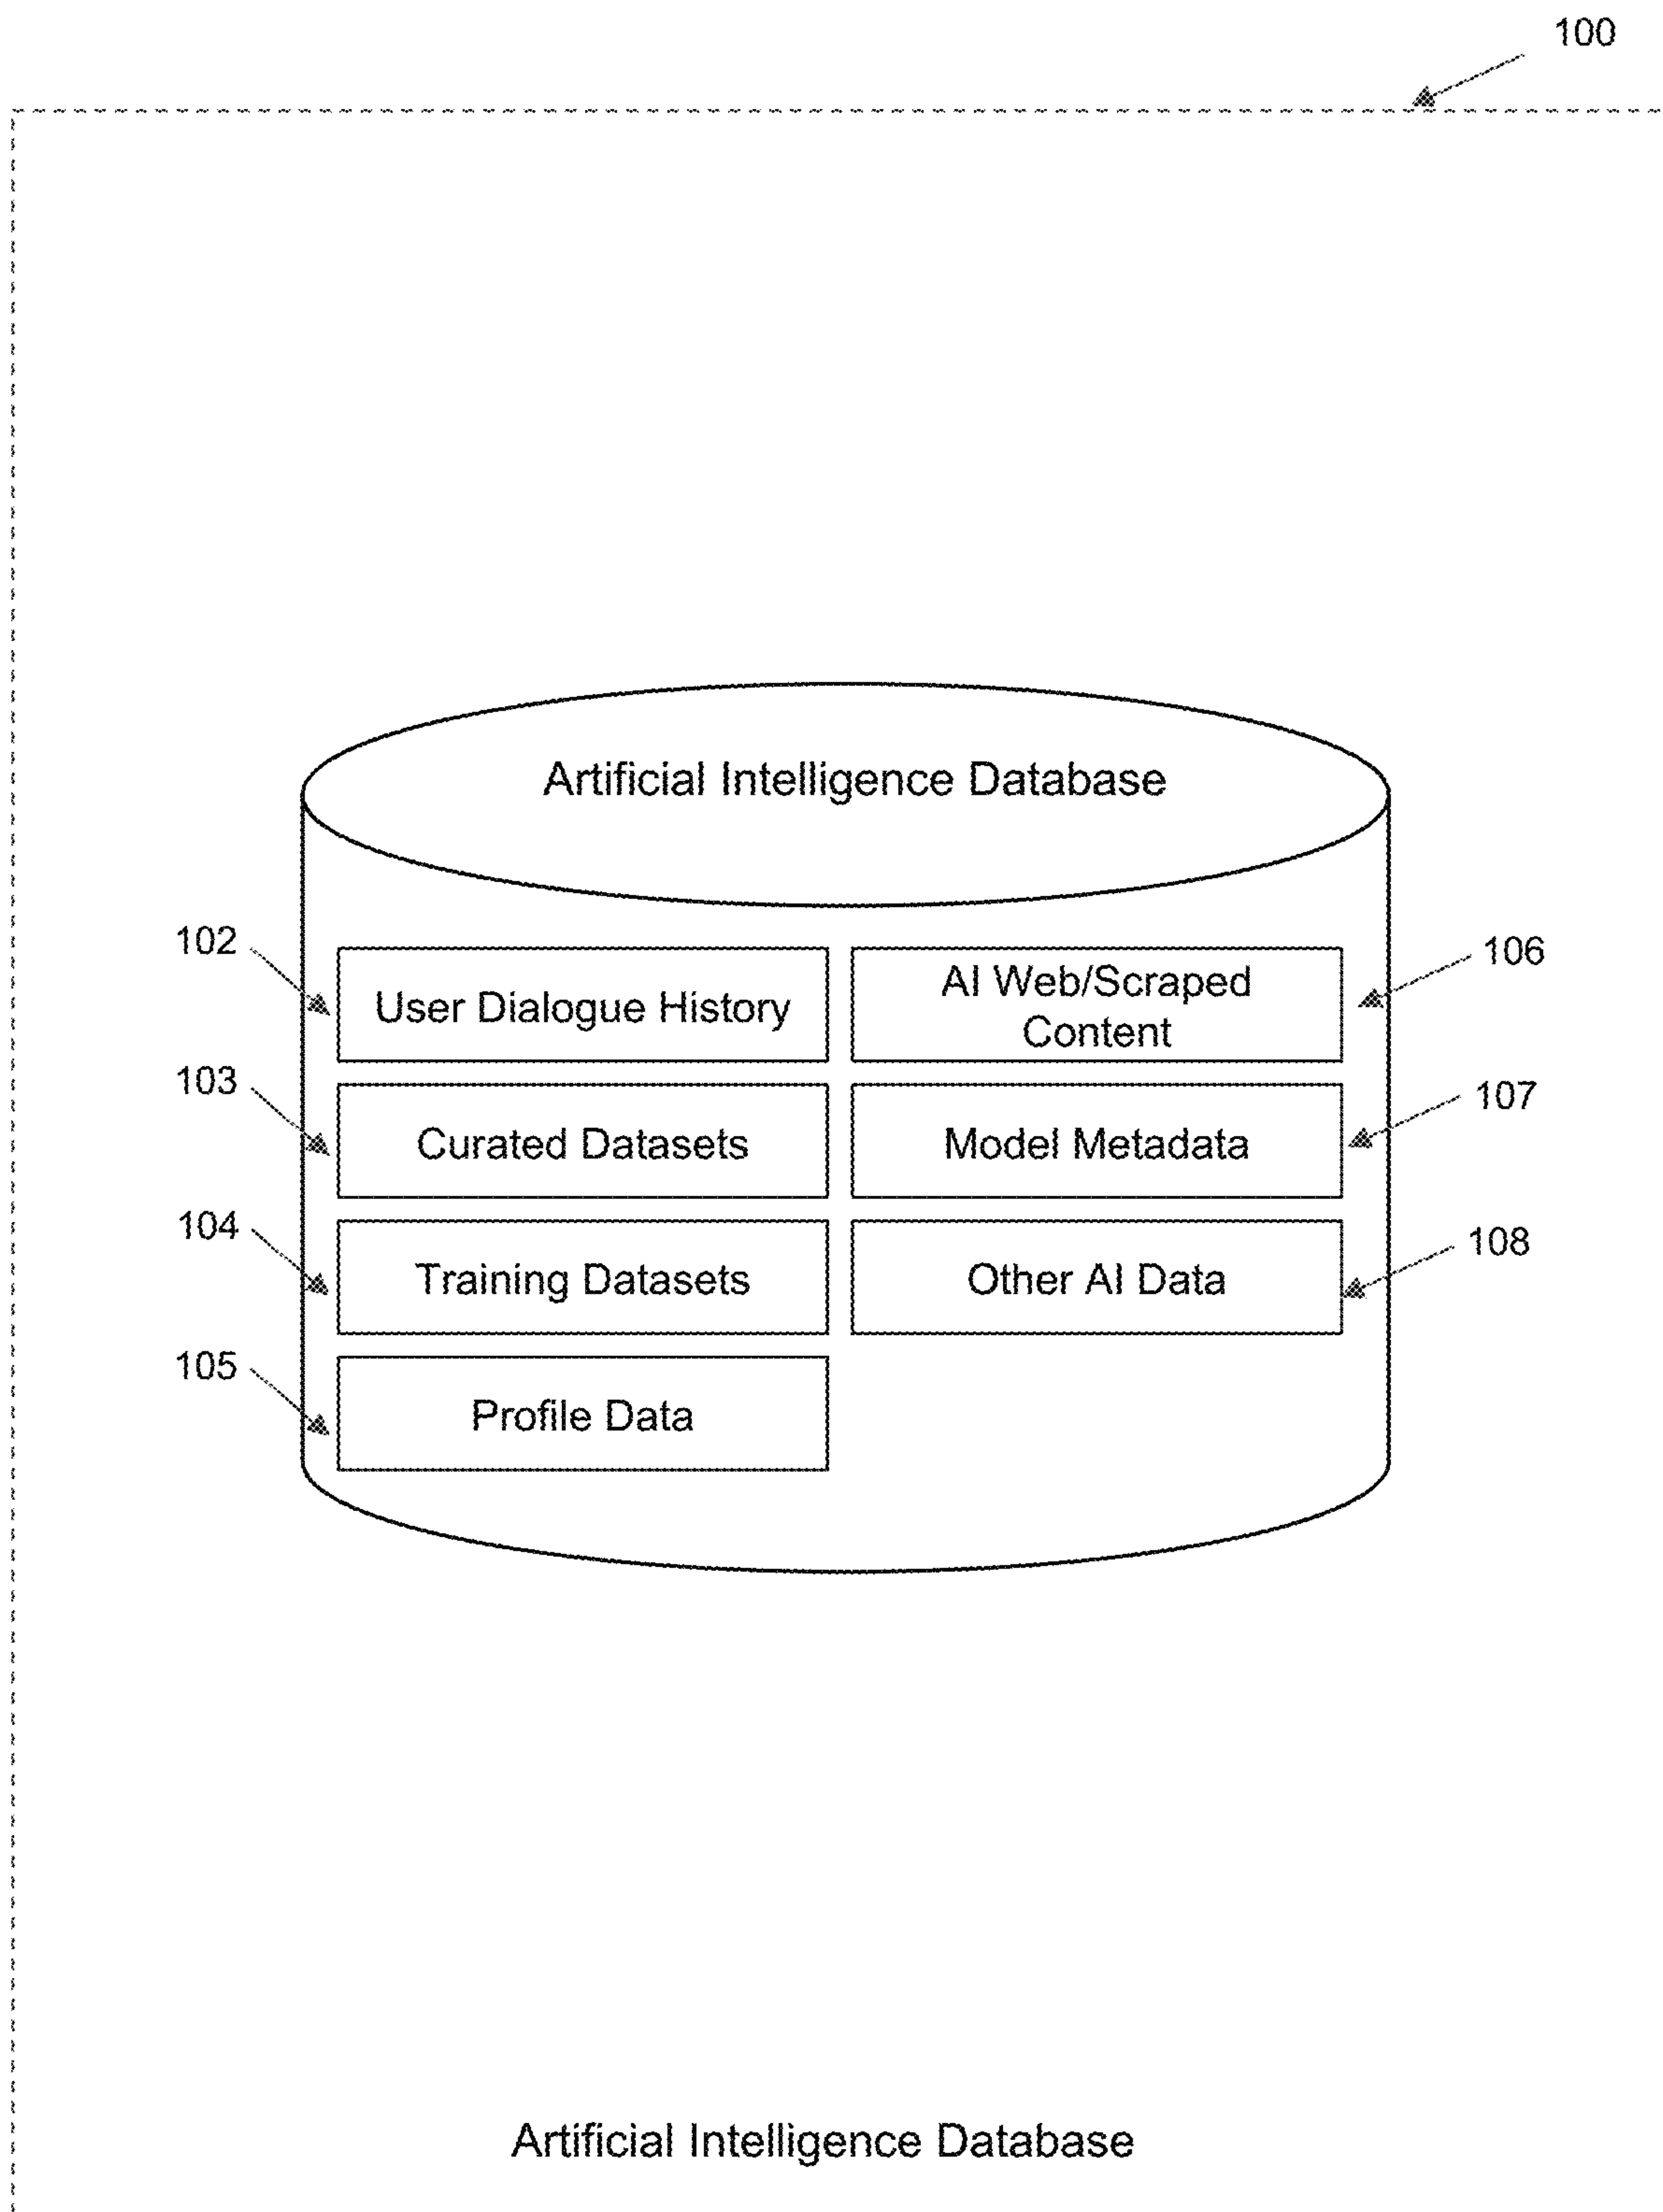 100
Artificial Intelligence Database
102
User Dialogue History
AI Web/Scraped
Content
106
103
Curated Datasets
Model Metadata
107
104
Training Datasets
Other AI Data
108
105
Profile Data
Artificial Intelligence Database